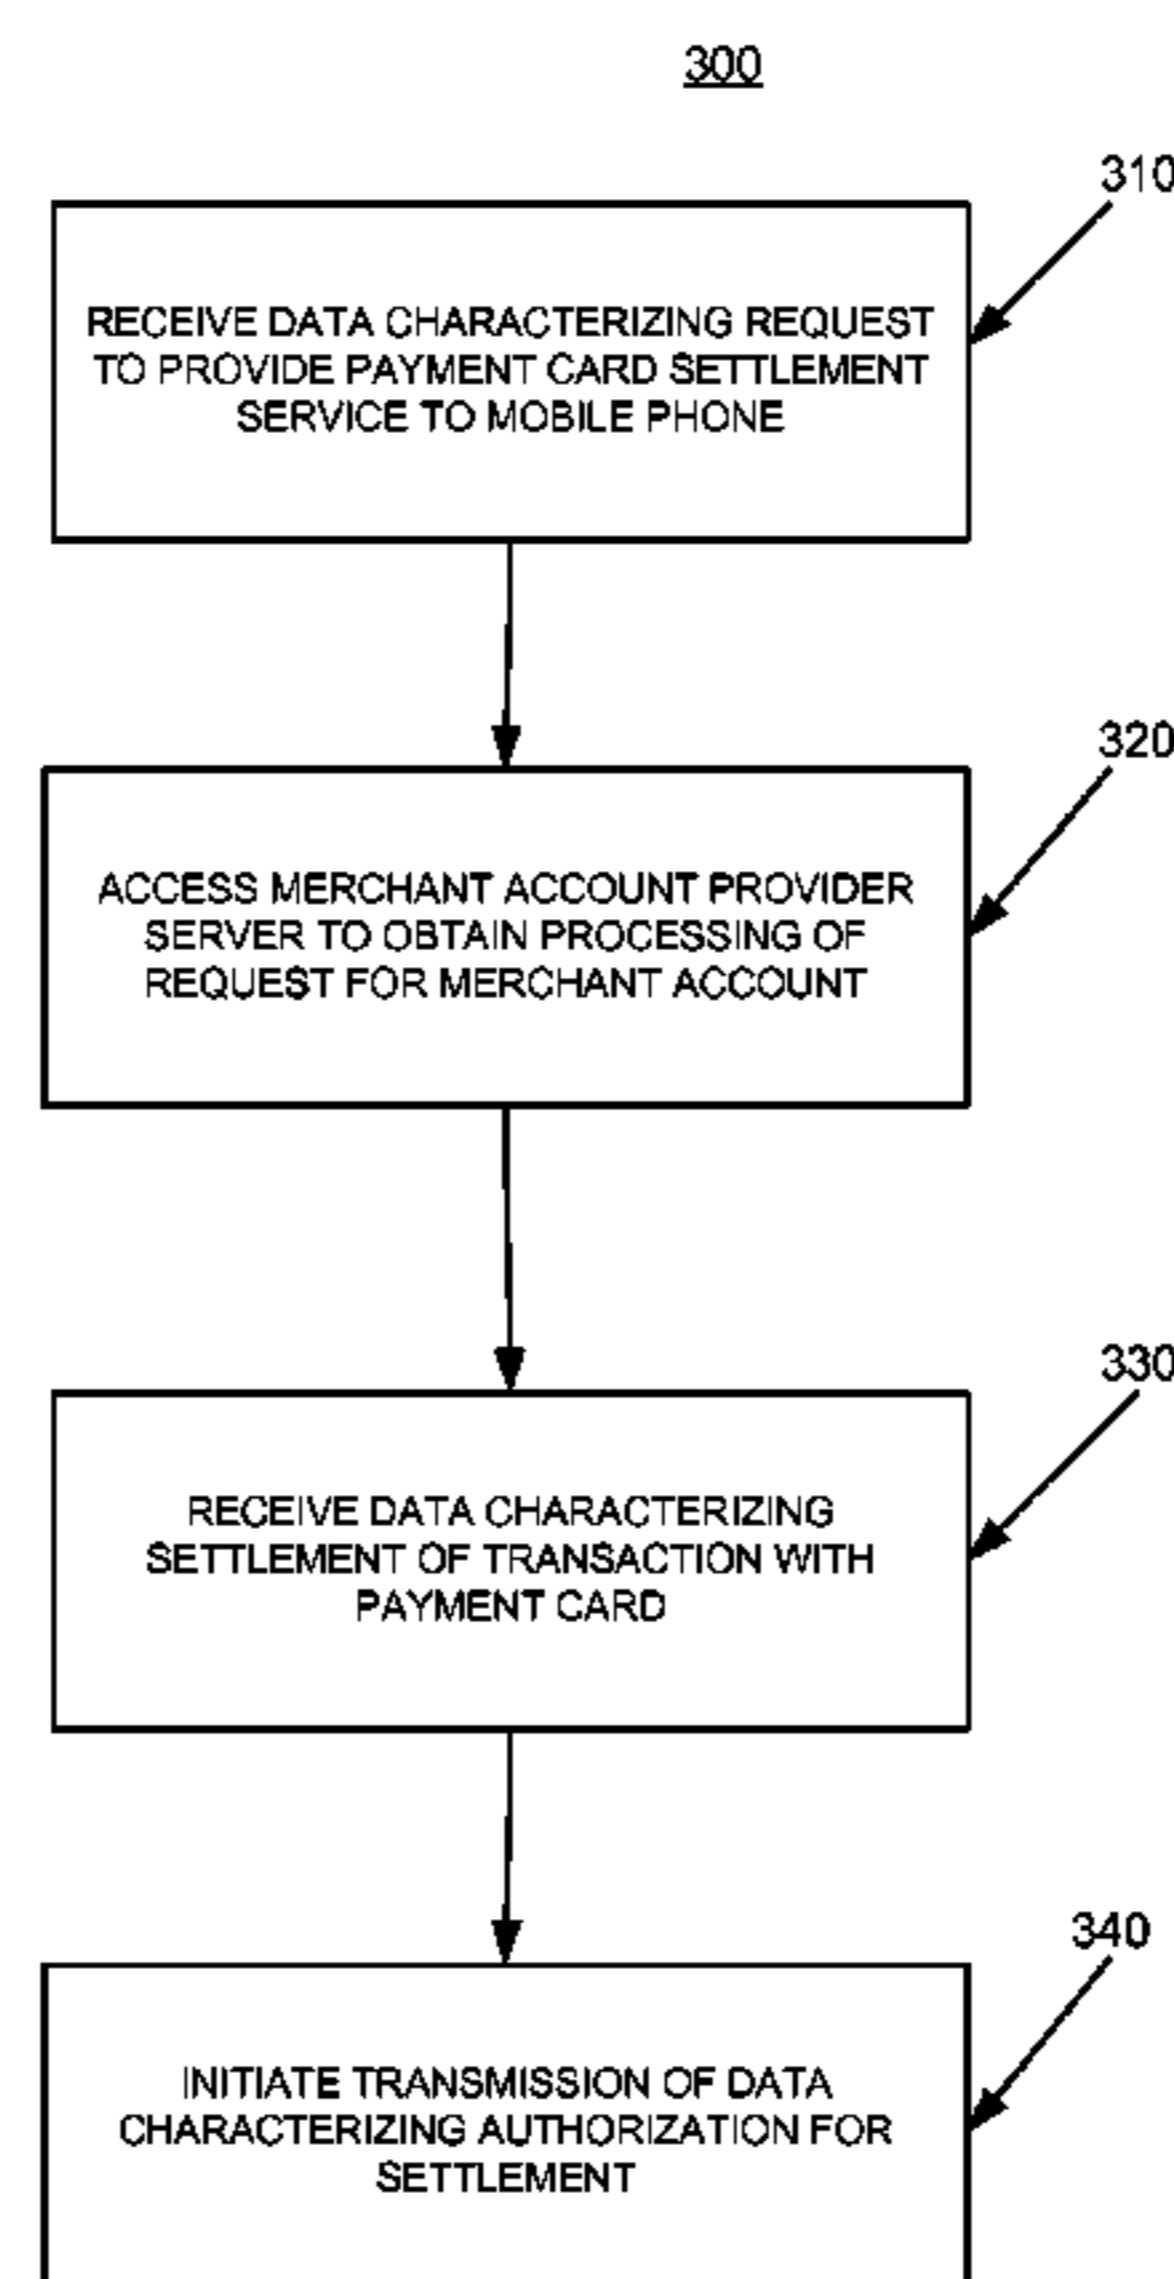 300
310
RECEIVE DATA CHARACTERIZING REQUEST
TO PROVIDE PAYMENT CARD SETTLEMENT
SERVICE TO MOBILE PHONE
320
ACCESS MERCHANT ACCOUNT PROVIDER
SERVER TO OBTAIN PROCESSING OF
REQUEST FOR MERCHANT ACCOUNT
330
RECEIVE DATA CHARACTERIZING
SETTLEMENT OF TRANSACTION WITH
PAYMENT CARD
340
INITIATE TRANSMISSION OF DATA
CHARACTERIZING AUTHORIZATION FOR
SETTLEMENT